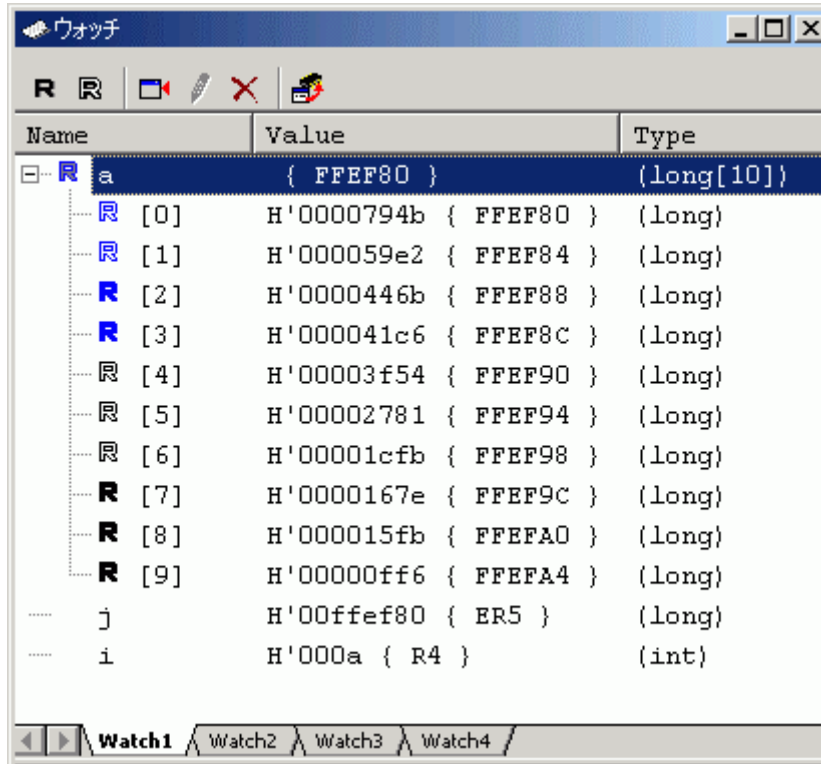 ウォッチ
R R
Name Value Type
R a { FFEF80 } (long[10])
R [0] H'0000794b { FFEF80 } (long)
R [1] H'000059e2 { FFEF84 } (long)
R [2] H'0000446b { FFEF88 } (long)
R [3] H'000041c6 { FFEF8C } (long)
R [4] H'00003f54 { FFEF90 } (long)
R [5] H'00002781 { FFEF94 } (long)
R [6] H'00001cfb { FFEF98 } (long)
R [7] H'0000167e { FFEF9C } (long)
R [8] H'000015fb { FFEFA0 } (long)
R [9] H'00000ff6 { FFEFA4 } (long)
j H'00ffef80 { ER5 } (long)
i H'000a { R4 } (int)
Watch1 Watch2 Watch3 Watch4